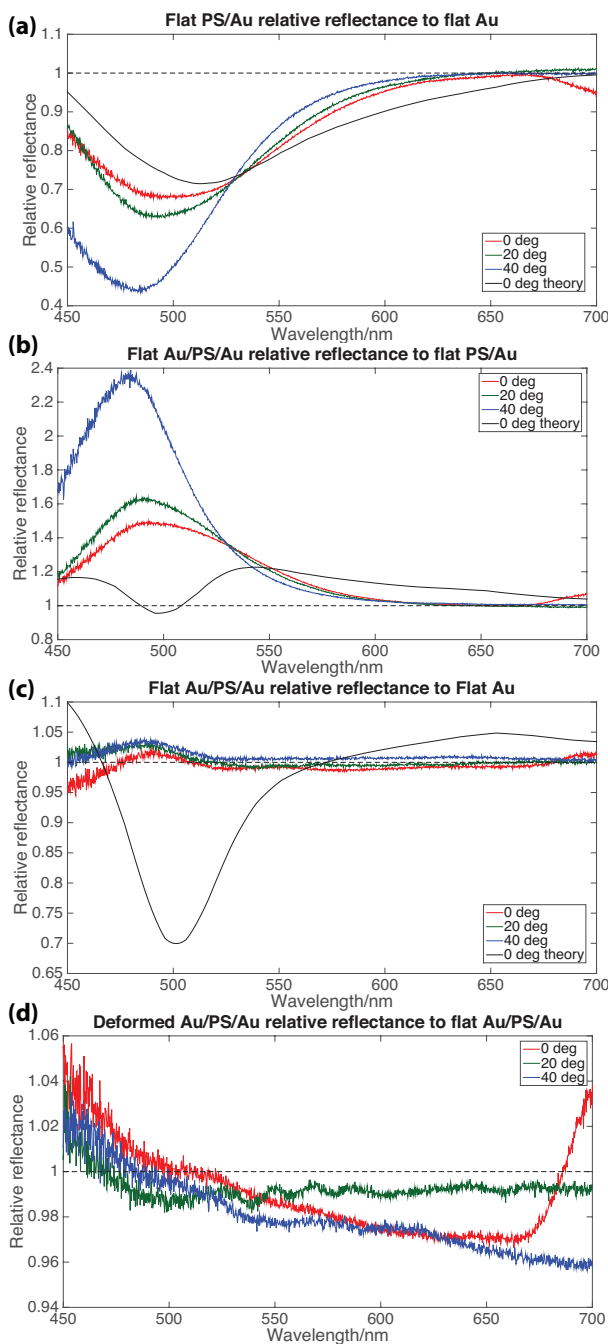 (a)
Flat PS/Au relative reflectance to flat Au
1.1
1
0.9
0.8
0.7
0.6
0.5
0.4
Relative reflectance
0 deg
20 deg
40 deg
0 deg theory
450 500 550 600 650 700
Wavelength/nm
(b)
Flat Au/PS/Au relative reflectance to flat PS/Au
2.4
2.2
2
1.8
1.6
1.4
1.2
1
0.8
Relative reflectance
0 deg
20 deg
40 deg
0 deg theory
450 500 550 600 650 700
Wavelength/nm
(c)
Flat Au/PS/Au relative reflectance to Flat Au
1.1
1.05
1
0.95
0.9
0.85
0.8
0.75
0.7
0.65
Relative reflectance
0 deg
20 deg
40 deg
0 deg theory
450 500 550 600 650 700
Wavelength/nm
(d)
Deformed Au/PS/Au relative reflectance to flat Au/PS/Au
1.06
1.04
1.02
1
0.98
0.96
0.94
Relative reflectance
0 deg
20 deg
40 deg
450 500 550 600 650 700
Wavelength/nm